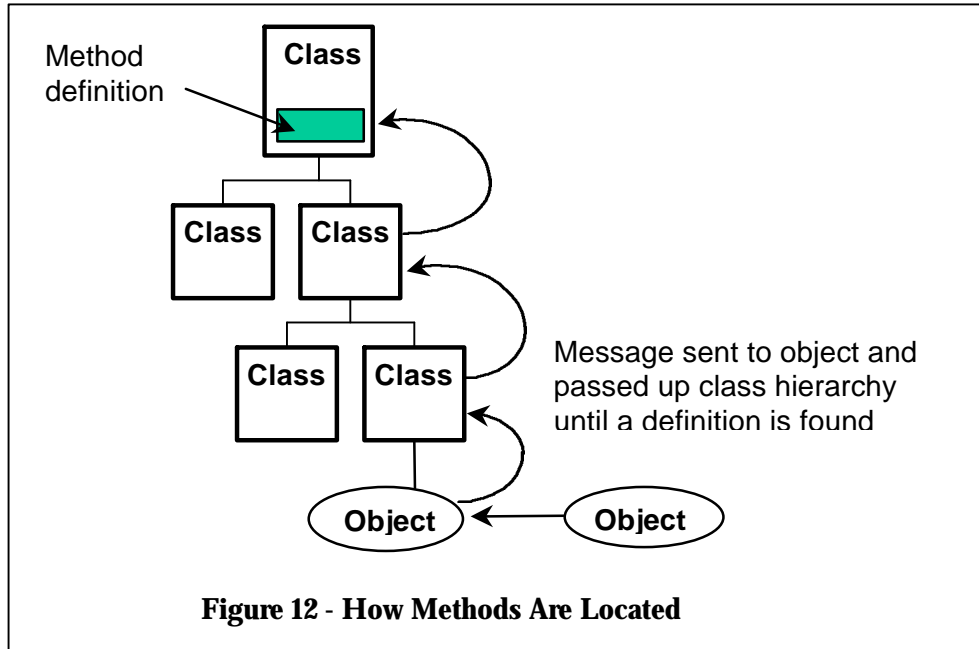 Method
definition
Class
Class
Class
Class
Class
Message sent to object and
passed up class hierarchy
until a definition is found
Object
Object
Figure 12 - How Methods Are Located